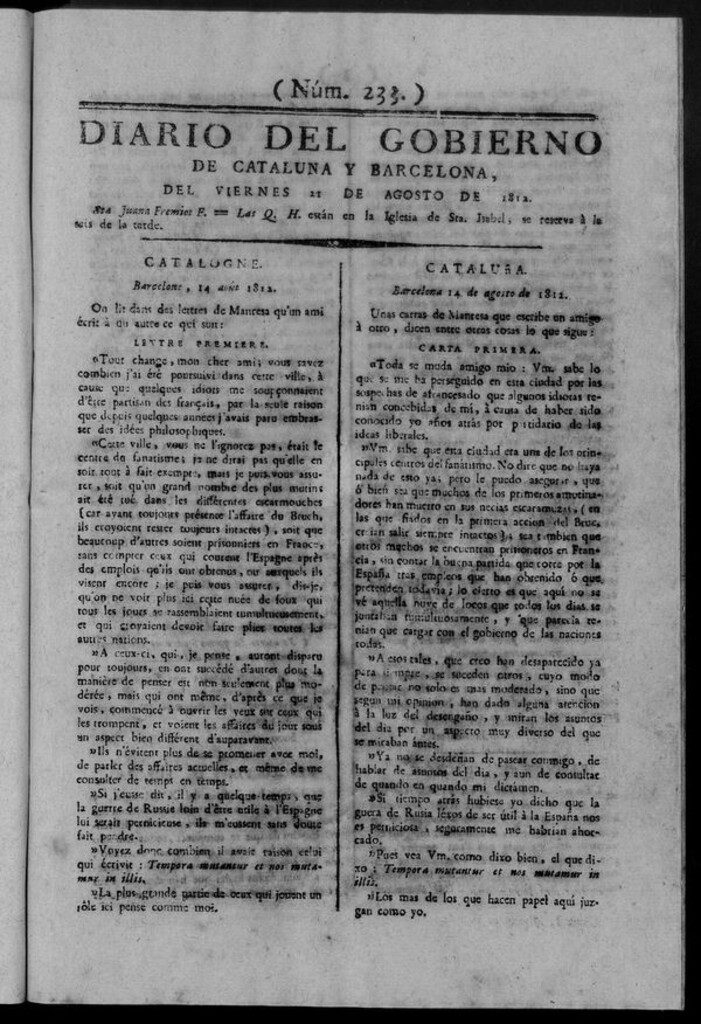 ( Núm. 233. )
DIARIO DEL GOBIERNO
DE CATALUÑA Y BARCELONA,
DEL VIERNES 21 DE AGOSTO DE 1812.
Sta Juana Fremiot F. == Las Q. H. están en la Iglesia de Sta. Isabel, se reserva á la
seis de la tarde.
CATALOGNE.
Barcelone, 14 août 1812.
On lit dans des lettres de Manresa qu'un ami
écrit à un autre ce qui suit:
LETTRE PREMIERE.
«Tout change, mon cher ami; vous savez
combien j'ai été poursuivi dans cette ville, à
cause que quelques idiots me soupçonnaient
d'être partisan des français, par la seule raison
que depuis quelques années j'avais paru embras-
ser des idées philosophiques.
«Cette ville, vous ne l'ignorez pas, était le
centre du fanatisme; je ne dirai pas qu'elle en
soit tout à fait exempte, mais je puis vous assu-
rer, soit qu'un grand nombre des plus mutins
ait été tué dans les différentes escarmouches
(car ayant toujours présente l'affaire du Bruch,
ils croyoient rester toujours intactes), soit que
beaucoup d'autres soient prisonniers en France,
sans compter ceux qui courent l'Espagne après
des emplois qu'ils ont obtenus, ou auxquels ils
visent encore; je puis vous assurer, dis-je,
qu'on ne voit plus ici cette nuée de foux qui
tous les jours se rassemblaient tumultueusement,
et qui croyaient devoir faire plier toutes les
autres nations.
»A ceux-ci, qui, je pense, auront disparu
pour toujours, en ont succédé d'autres dont la
manière de penser est non seulement plus mo-
dérée, mais qui ont même, d'après ce que je
vois, commencé à ouvrir les yeux sur ceux qui
les trompent, et voient les affaires du jour sous
un aspect bien différent d'auparavant.
»Ils n'évitent plus de se promener avec moi,
de parler des affaires actuelles, et même de me
consulter de temps en temps.
»Si j'eusse dit, il y a quelque temps, que
la guerre de Russie loin d'être utile à l'Espagne
lui serait pernicieuse, ils m'eussent sans doute
fait pendre.
»Voyez donc combien il avait raison celui
qui écrivit: Tempora mutantur et nos muta-
mur in illis.
»La plus grande partie de ceux qui jouent un
rôle ici pense comme moi.
CATALUÑA.
Barcelona 14 de agosto de 1812.
Unas cartas de Manresa que escribe un amigo
à otro, dicen entre otras cosas lo que sigue:
CARTA PRIMERA.
«Toda se muda amigo mio: Vm. sabe lo
que se me ha perseguido en esta ciudad por las
sospechas de afrancesado que algunos idiotas te-
nian concebidas de mí, á causa de haber sido
conocido yo años atrás por partidario de las
ideas liberales.
»Vm. sabe que esta ciudad era uno de los prin-
cipales centros del fanatismo. No dire que no haya
nada de esto ya; pero le puedo asegurar, que
ó bien sea que muchos de los primeros amotina-
dores han muerto en sus necias escaramuzas, (en
las que fiados en la primera accion del Bruc,
creian salir siempre intactos); sea tambien que
otros muchos se encuentran prisioneros en Fran-
cia, sin contar la buena partida que corre por la
España tras empleos que han obtenido ó que
pretenden todavia; lo cierto es que aquí no se
vé aquella nuve de locos que todos los dias se
juntaban tumultuosamente, y que parecia te-
nian que cargar con el gobierno de las naciones
todas.
»A esos tales, que creo han desaparecido ya
para siempre, se suceden otros, cuyo modo
de pensar no solo es mas moderado, sino que
segun mi opinion, han dado alguna atencion
á la luz del desengaño, y miran los asuntos
del dia por un aspecto muy diverso del que
se miraban ántes.
»Ya no se desdeñan de pasear conmigo, de
hablar de asuntos del dia, y aun de consultar
de quando en quando mi dictámen.
»Si tiempo atrás hubiese yo dicho que la
guera de Rusia léxos de ser útil à la España nos
es perniciosa, seguramente me habrian ahor-
cado.
»Pues vea Vm. como dixo bien, el que di-
xo: Tempora mutantur et nos mutamur in
illis.
»Los mas de los que hacen papel aquí juz-
gan como yo.